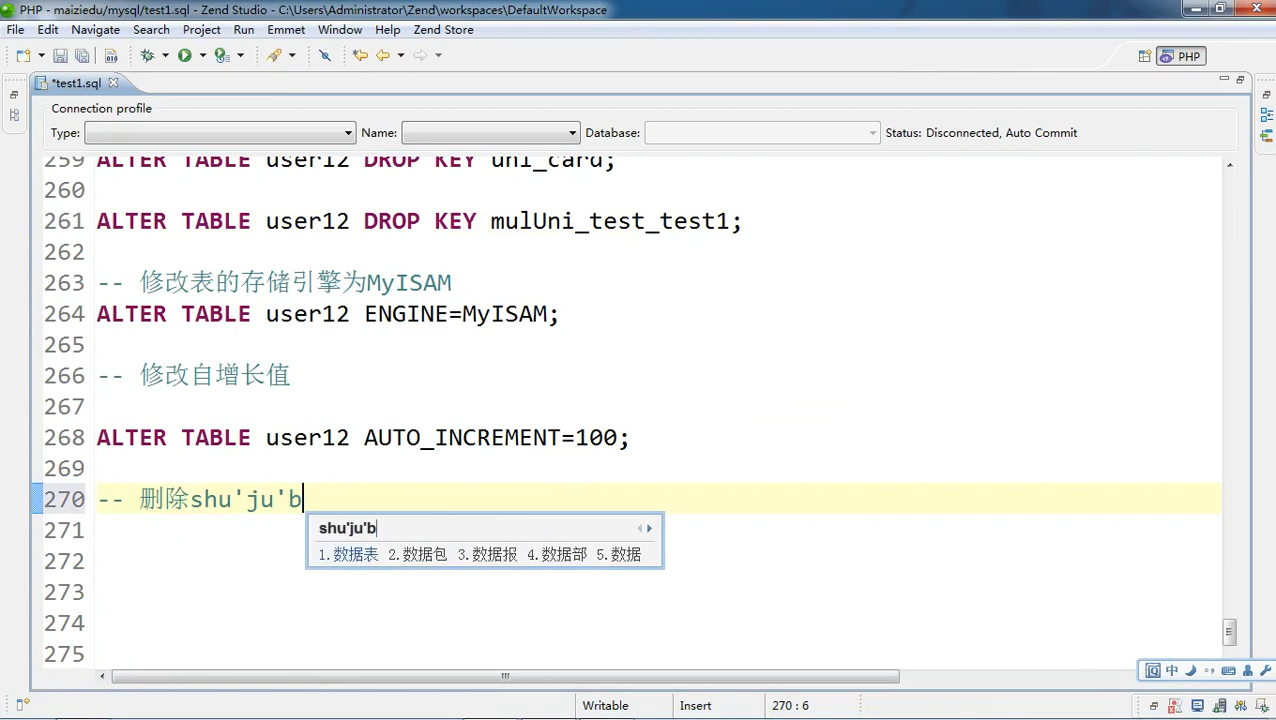 PHP - maiziedu/mysql/test1.sql - Zend Studio - C:\Users\Administrator\Zend\workspaces\DefaultWorkspace
File Edit Navigate Search Project Run Emmet Window Help Zend Store
PHP
*test1.sql
Connection profile
Type: Name: Database: Status: Disconnected, Auto Commit
259 ALTER TABLE user12 DROP KEY uni_card;
260
261 ALTER TABLE user12 DROP KEY mulUni_test_test1;
262
263 -- 修改表的存储引擎为MyISAM
264 ALTER TABLE user12 ENGINE=MyISAM;
265
266 -- 修改自增长值
267
268 ALTER TABLE user12 AUTO_INCREMENT=100;
269
270 -- 删除shu'ju'b
271
shu'ju'b
1.数据表 2.数据包 3.数据报 4.数据部 5.数据
272
273
274
275
中
Writable Insert 270 : 6